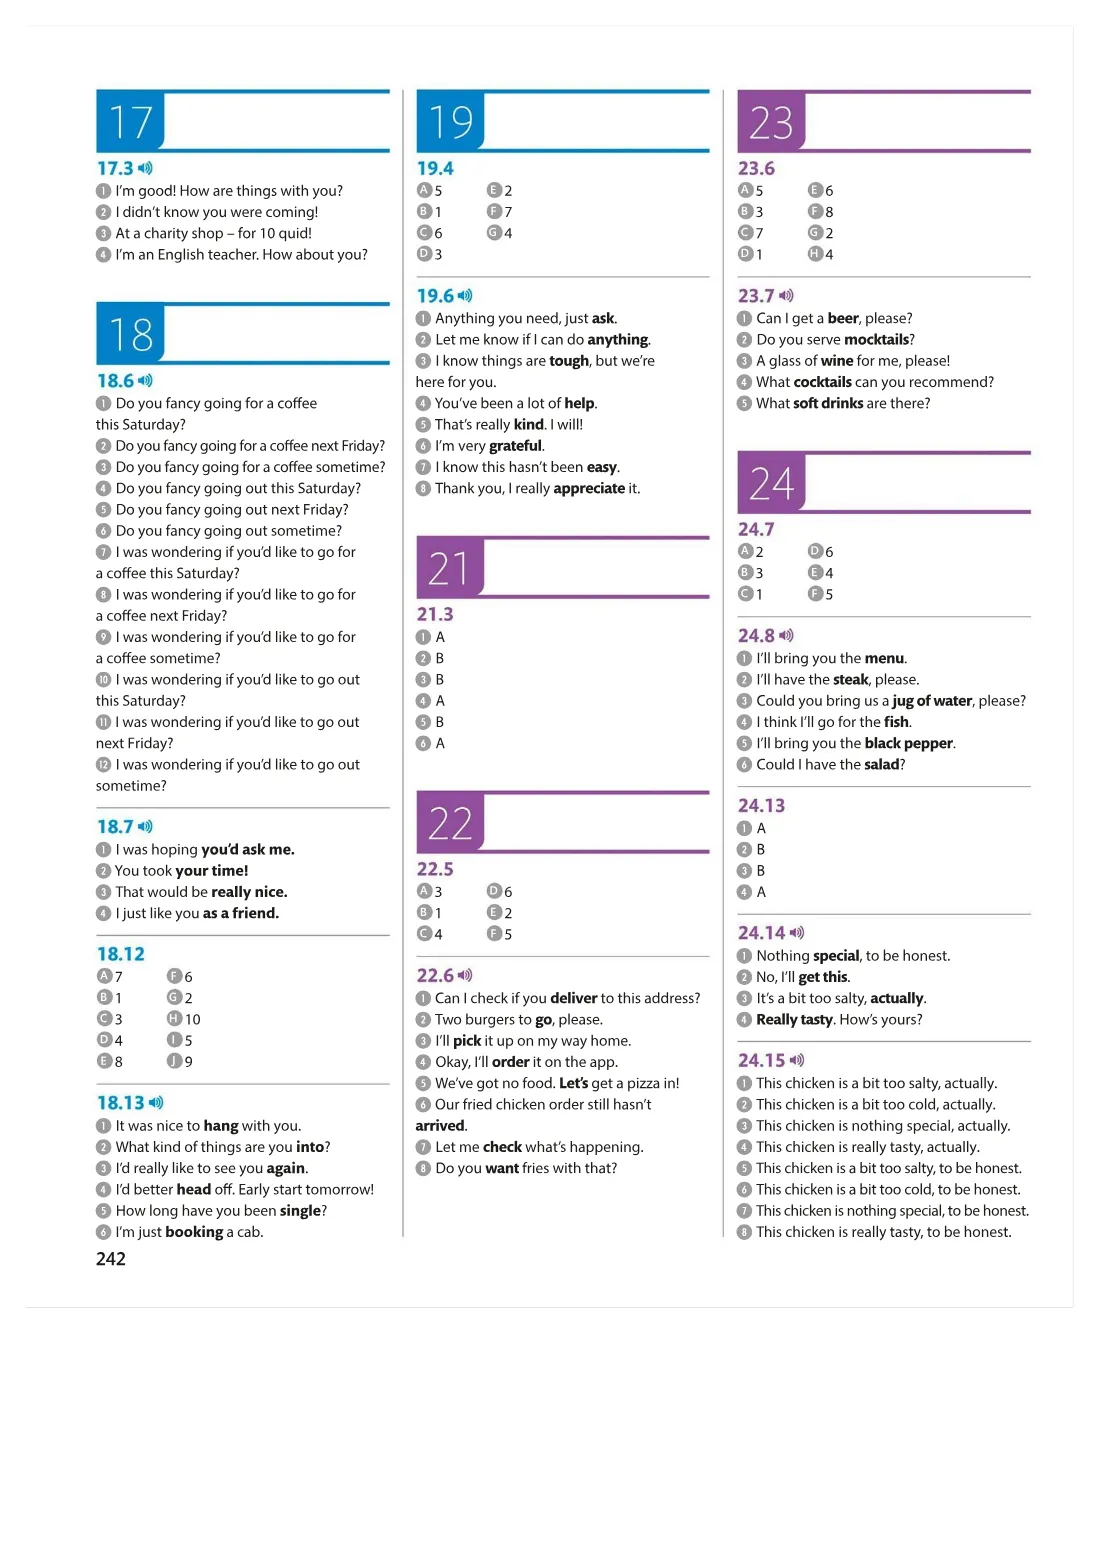 17
17.3
1 I'm good! How are things with you?
2 I didn't know you were coming!
3 At a charity shop – for 10 quid!
4 I'm an English teacher. How about you?
18
18.6
1 Do you fancy going for a coffee
this Saturday?
2 Do you fancy going for a coffee next Friday?
3 Do you fancy going for a coffee sometime?
4 Do you fancy going out this Saturday?
5 Do you fancy going out next Friday?
6 Do you fancy going out sometime?
7 I was wondering if you'd like to go for
a coffee this Saturday?
8 I was wondering if you'd like to go for
a coffee next Friday?
9 I was wondering if you'd like to go for
a coffee sometime?
10 I was wondering if you'd like to go out
this Saturday?
11 I was wondering if you'd like to go out
next Friday?
12 I was wondering if you'd like to go out
sometime?
18.7
1 I was hoping you'd ask me.
2 You took your time!
3 That would be really nice.
4 I just like you as a friend.
18.12
A 7 F 6
B 1 G 2
C 3 H 10
D 4 I 5
E 8 J 9
18.13
1 It was nice to hang with you.
2 What kind of things are you into?
3 I'd really like to see you again.
4 I'd better head off. Early start tomorrow!
5 How long have you been single?
6 I'm just booking a cab.
242
19
19.4
A 5 E 2
B 1 F 7
C 6 G 4
D 3
19.6
1 Anything you need, just ask.
2 Let me know if I can do anything.
3 I know things are tough, but we're
here for you.
4 You've been a lot of help.
5 That's really kind. I will!
6 I'm very grateful.
7 I know this hasn't been easy.
8 Thank you, I really appreciate it.
21
21.3
1 A
2 B
3 B
4 A
5 B
6 A
22
22.5
A 3 D 6
B 1 E 2
C 4 F 5
22.6
1 Can I check if you deliver to this address?
2 Two burgers to go, please.
3 I'll pick it up on my way home.
4 Okay, I'll order it on the app.
5 We've got no food. Let's get a pizza in!
6 Our fried chicken order still hasn't
arrived.
7 Let me check what's happening.
8 Do you want fries with that?
23
23.6
A 5 E 6
B 3 F 8
C 7 G 2
D 1 H 4
23.7
1 Can I get a beer, please?
2 Do you serve mocktails?
3 A glass of wine for me, please!
4 What cocktails can you recommend?
5 What soft drinks are there?
24
24.7
A 2 D 6
B 3 E 4
C 1 F 5
24.8
1 I'll bring you the menu.
2 I'll have the steak, please.
3 Could you bring us a jug of water, please?
4 I think I'll go for the fish.
5 I'll bring you the black pepper.
6 Could I have the salad?
24.13
1 A
2 B
3 B
4 A
24.14
1 Nothing special, to be honest.
2 No, I'll get this.
3 It's a bit too salty, actually.
4 Really tasty. How's yours?
24.15
1 This chicken is a bit too salty, actually.
2 This chicken is a bit too cold, actually.
3 This chicken is nothing special, actually.
4 This chicken is really tasty, actually.
5 This chicken is a bit too salty, to be honest.
6 This chicken is a bit too cold, to be honest.
7 This chicken is nothing special, to be honest.
8 This chicken is really tasty, to be honest.